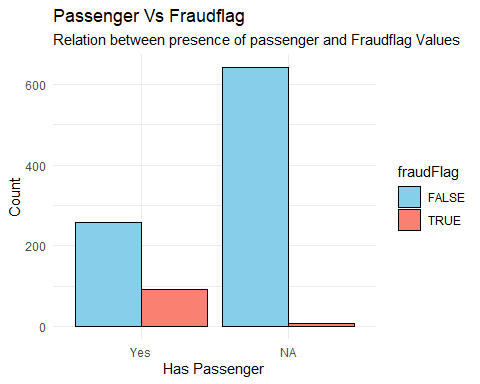 Passenger Vs Fraudflag
Relation between presence of passenger and Fraudflag Values
600
400
200
0
Count
Yes
NA
Has Passenger
fraudFlag
FALSE
TRUE